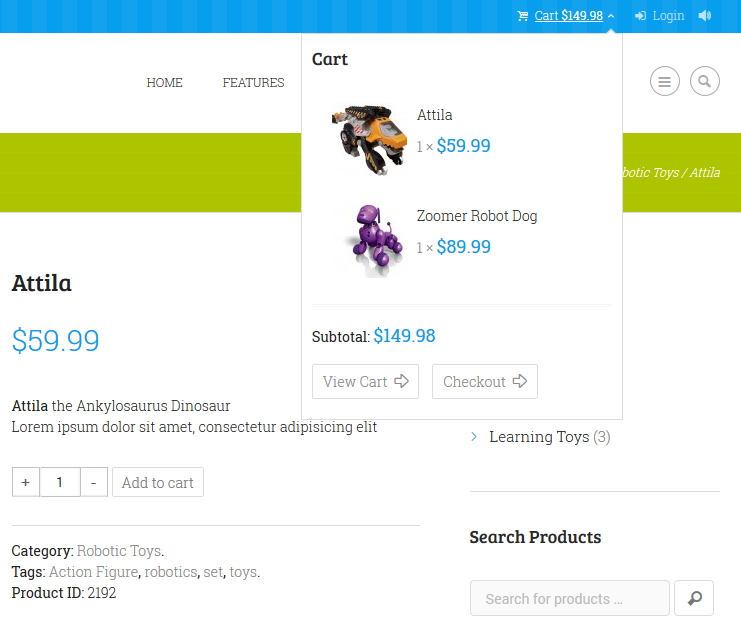 Cart $149.98
Login
HOME
FEATURES
Cart
Attila
1 × $59.99
Zoomer Robot Dog
1 × $89.99
Subtotal: $149.98
View Cart
Checkout
botic Toys / Attila
Attila
$59.99
Attila the Ankylosaurus Dinosaur
Lorem ipsum dolor sit amet, consectetur adipisicing elit
+ 1 - Add to cart
Category: Robotic Toys.
Tags: Action Figure, robotics, set, toys.
Product ID: 2192
Learning Toys (3)
Search Products
Search for products ...